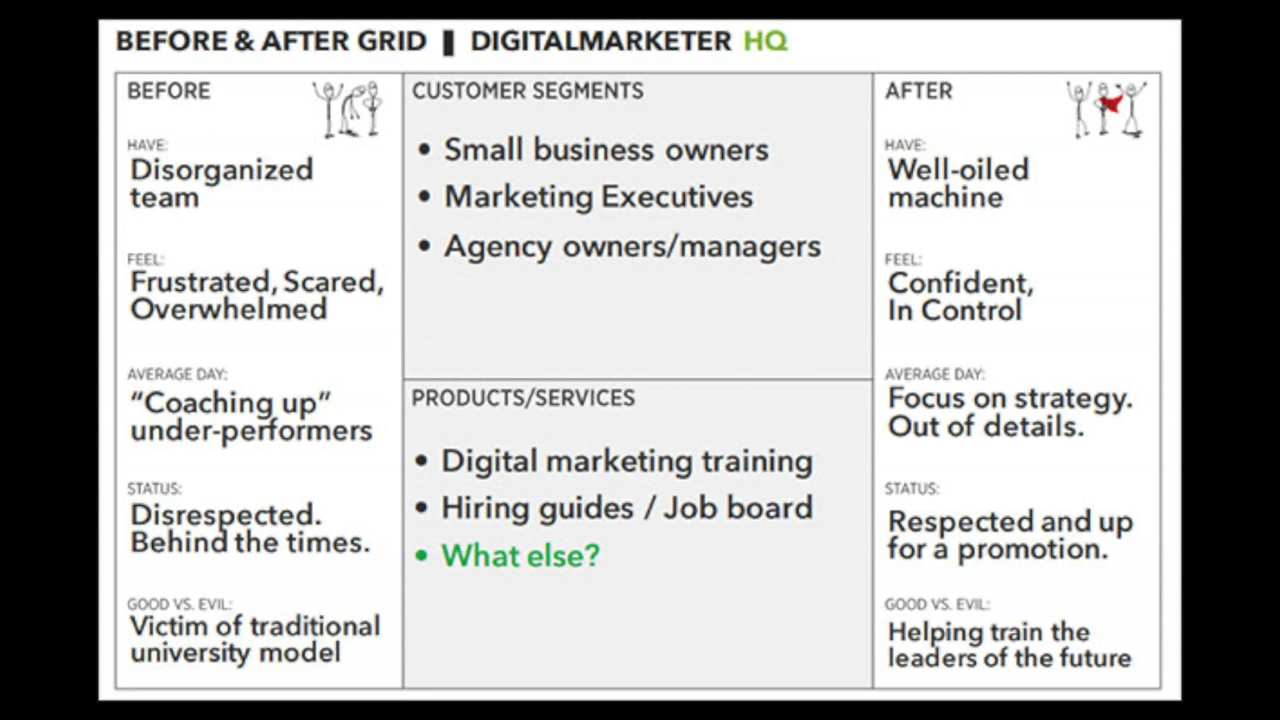 BEFORE & AFTER GRID ❚ DIGITALMARKETER HQ
BEFORE
HAVE:
Disorganized
team
FEEL:
Frustrated, Scared,
Overwhelmed
AVERAGE DAY:
“Coaching up”
under-performers
STATUS:
Disrespected.
Behind the times.
GOOD VS. EVIL:
Victim of traditional
university model
CUSTOMER SEGMENTS
• Small business owners
• Marketing Executives
• Agency owners/managers
PRODUCTS/SERVICES
• Digital marketing training
• Hiring guides / Job board
• What else?
AFTER
HAVE:
Well-oiled
machine
FEEL:
Confident,
In Control
AVERAGE DAY:
Focus on strategy.
Out of details.
STATUS:
Respected and up
for a promotion.
GOOD VS. EVIL:
Helping train the
leaders of the future